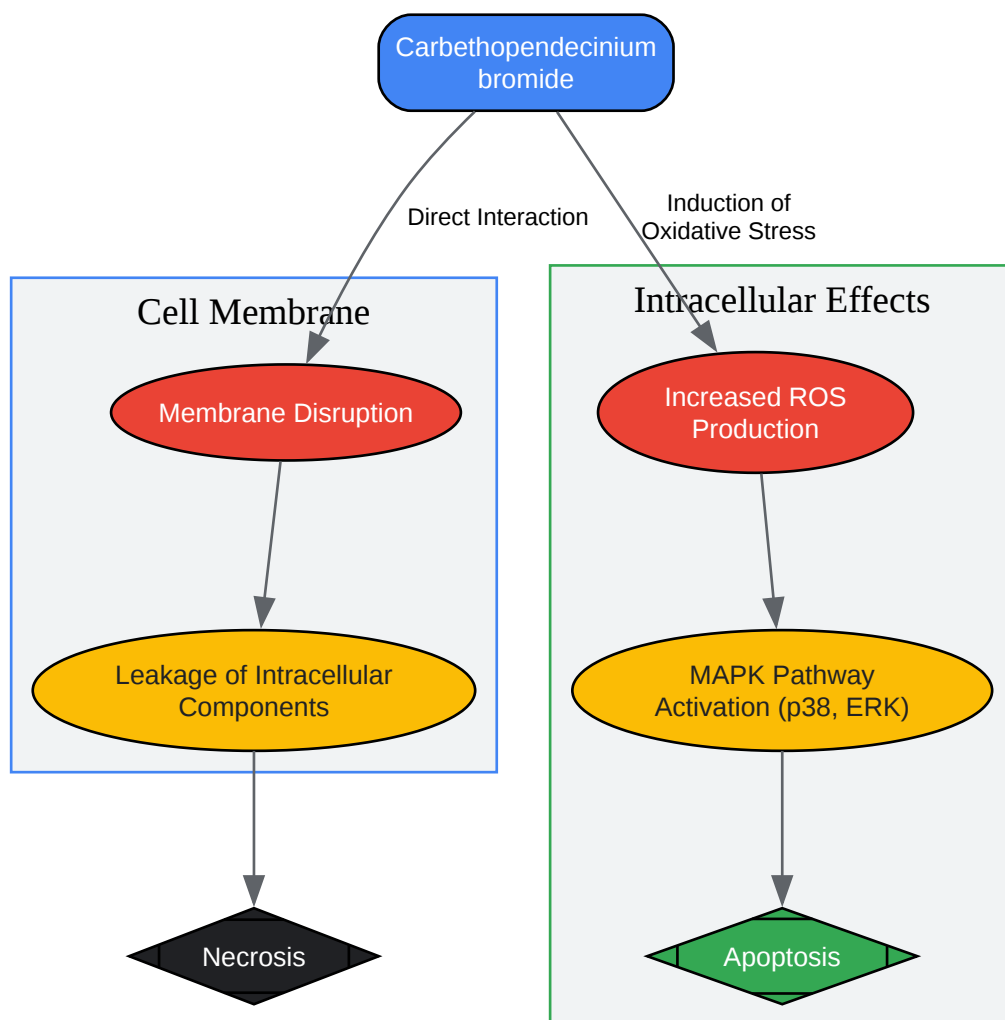 Carbethopendecinium
bromide
Direct Interaction
Induction of
Oxidative Stress
Cell Membrane
Intracellular Effects
Membrane Disruption
Increased ROS
Production
Leakage of Intracellular
Components
MAPK Pathway
Activation (p38, ERK)
Necrosis
Apoptosis